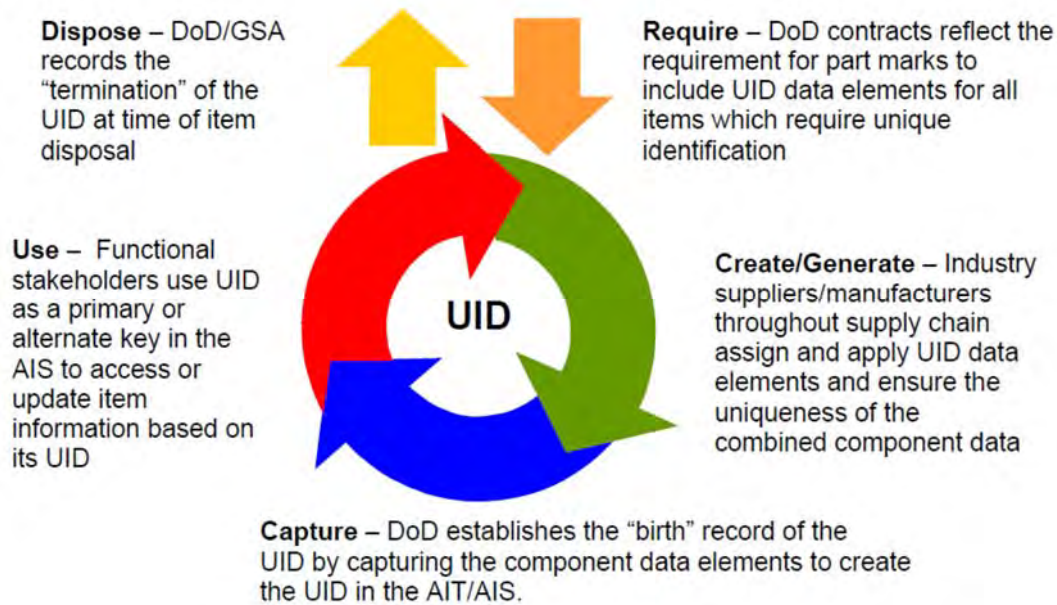 Dispose – DoD/GSA
records the
“termination” of the
UID at time of item
disposal
Require – DoD contracts reflect the
requirement for part marks to
include UID data elements for all
items which require unique
identification
Use –  Functional
stakeholders use UID
as a primary or
alternate key in the
AIS to access or
update item
information based on
its UID
UID
Create/Generate – Industry
suppliers/manufacturers
throughout supply chain
assign and apply UID data
elements and ensure the
uniqueness of the
combined component data
Capture – DoD establishes the “birth” record of the
UID by capturing the component data elements to create
the UID in the AIT/AIS.